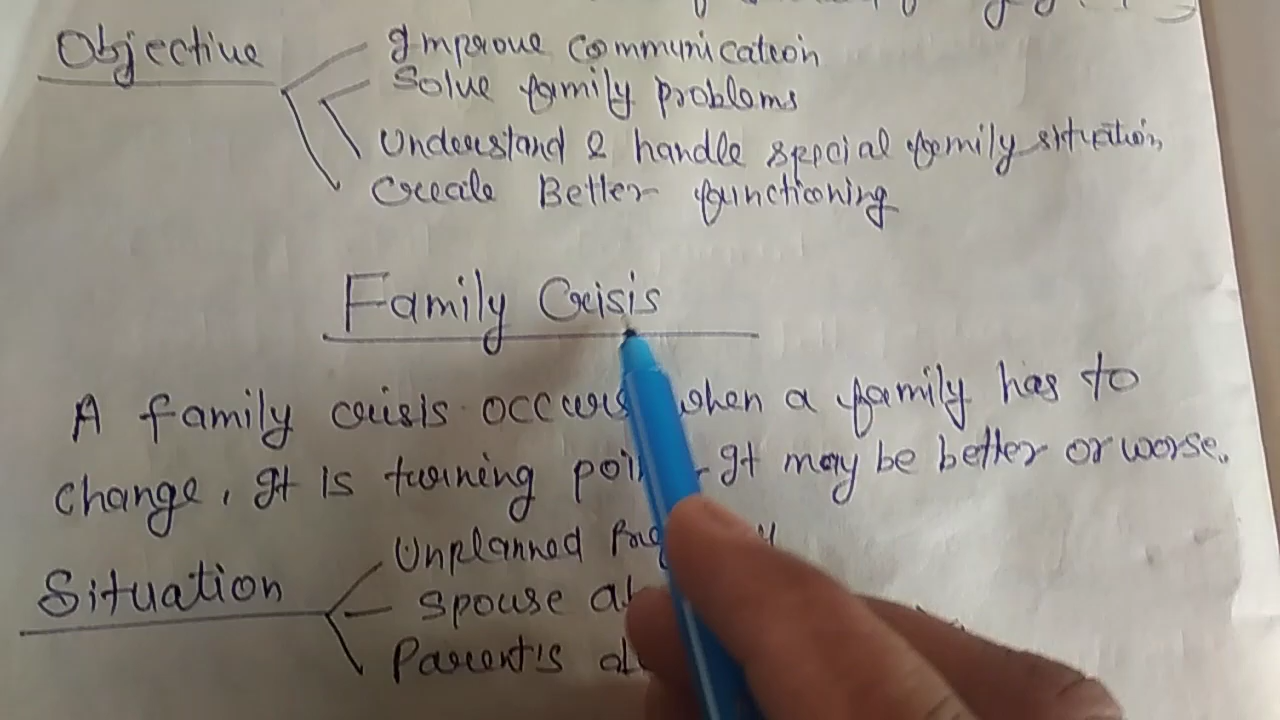 Objective
Improve communication
Solve family problems
Understand & handle special family situation,
Create Better functioning
Family Crisis
A family crisis occurs when a family has to
change, It is turning It may be better or worse.
Situation
Unplanned
Spouse
Parent's